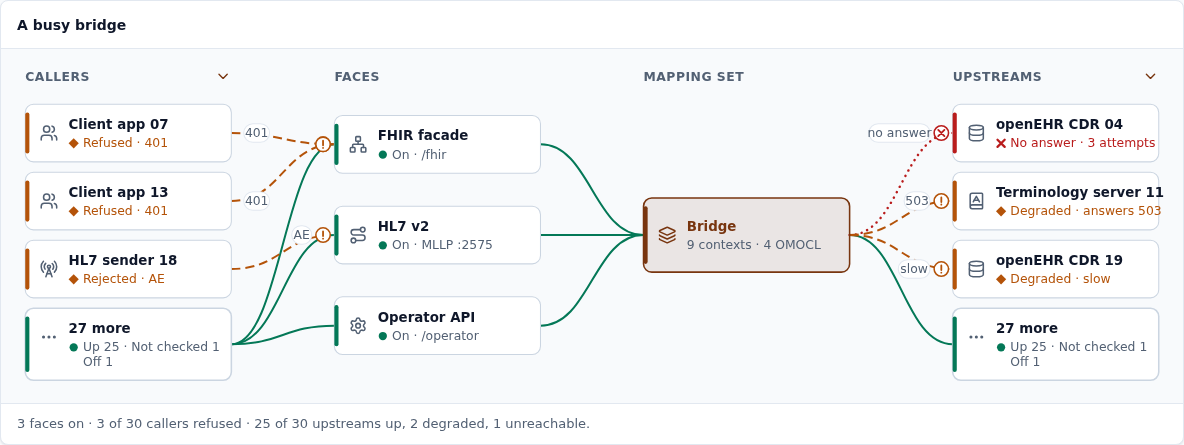 A busy bridge
CALLERS
FACES
MAPPING SET
UPSTREAMS
Client app 07
Refused · 401
401
Client app 13
Refused · 401
401
HL7 sender 18
Rejected · AE
AE
27 more
Up 25 · Not checked 1
Off 1
FHIR facade
On · /fhir
HL7 v2
On · MLLP :2575
Operator API
On · /operator
Bridge
9 contexts · 4 OMOCL
no answer
openEHR CDR 04
No answer · 3 attempts
503
Terminology server 11
Degraded · answers 503
slow
openEHR CDR 19
Degraded · slow
27 more
Up 25 · Not checked 1
Off 1
3 faces on · 3 of 30 callers refused · 25 of 30 upstreams up, 2 degraded, 1 unreachable.